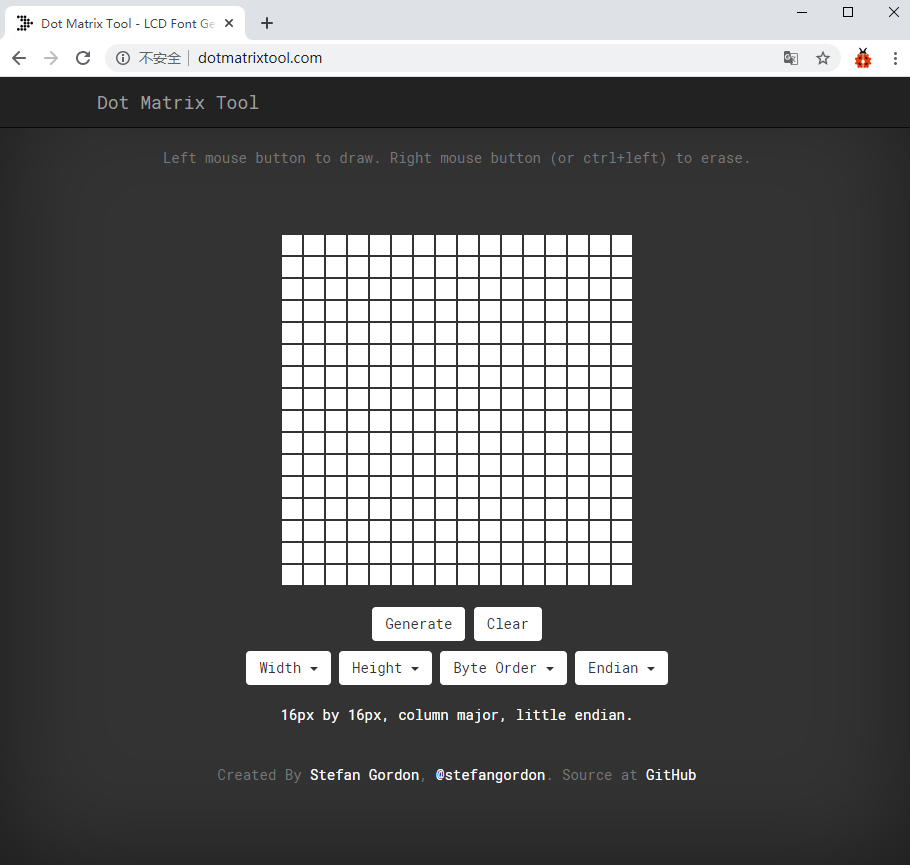 Dot Matrix Tool - LCD Font Ge
不安全 dotmatrixtool.com
Dot Matrix Tool
Left mouse button to draw. Right mouse button (or ctrl+left) to erase.
Generate Clear
Width Height Byte Order Endian
16px by 16px, column major, little endian.
Created By Stefan Gordon, @stefangordon. Source at GitHub